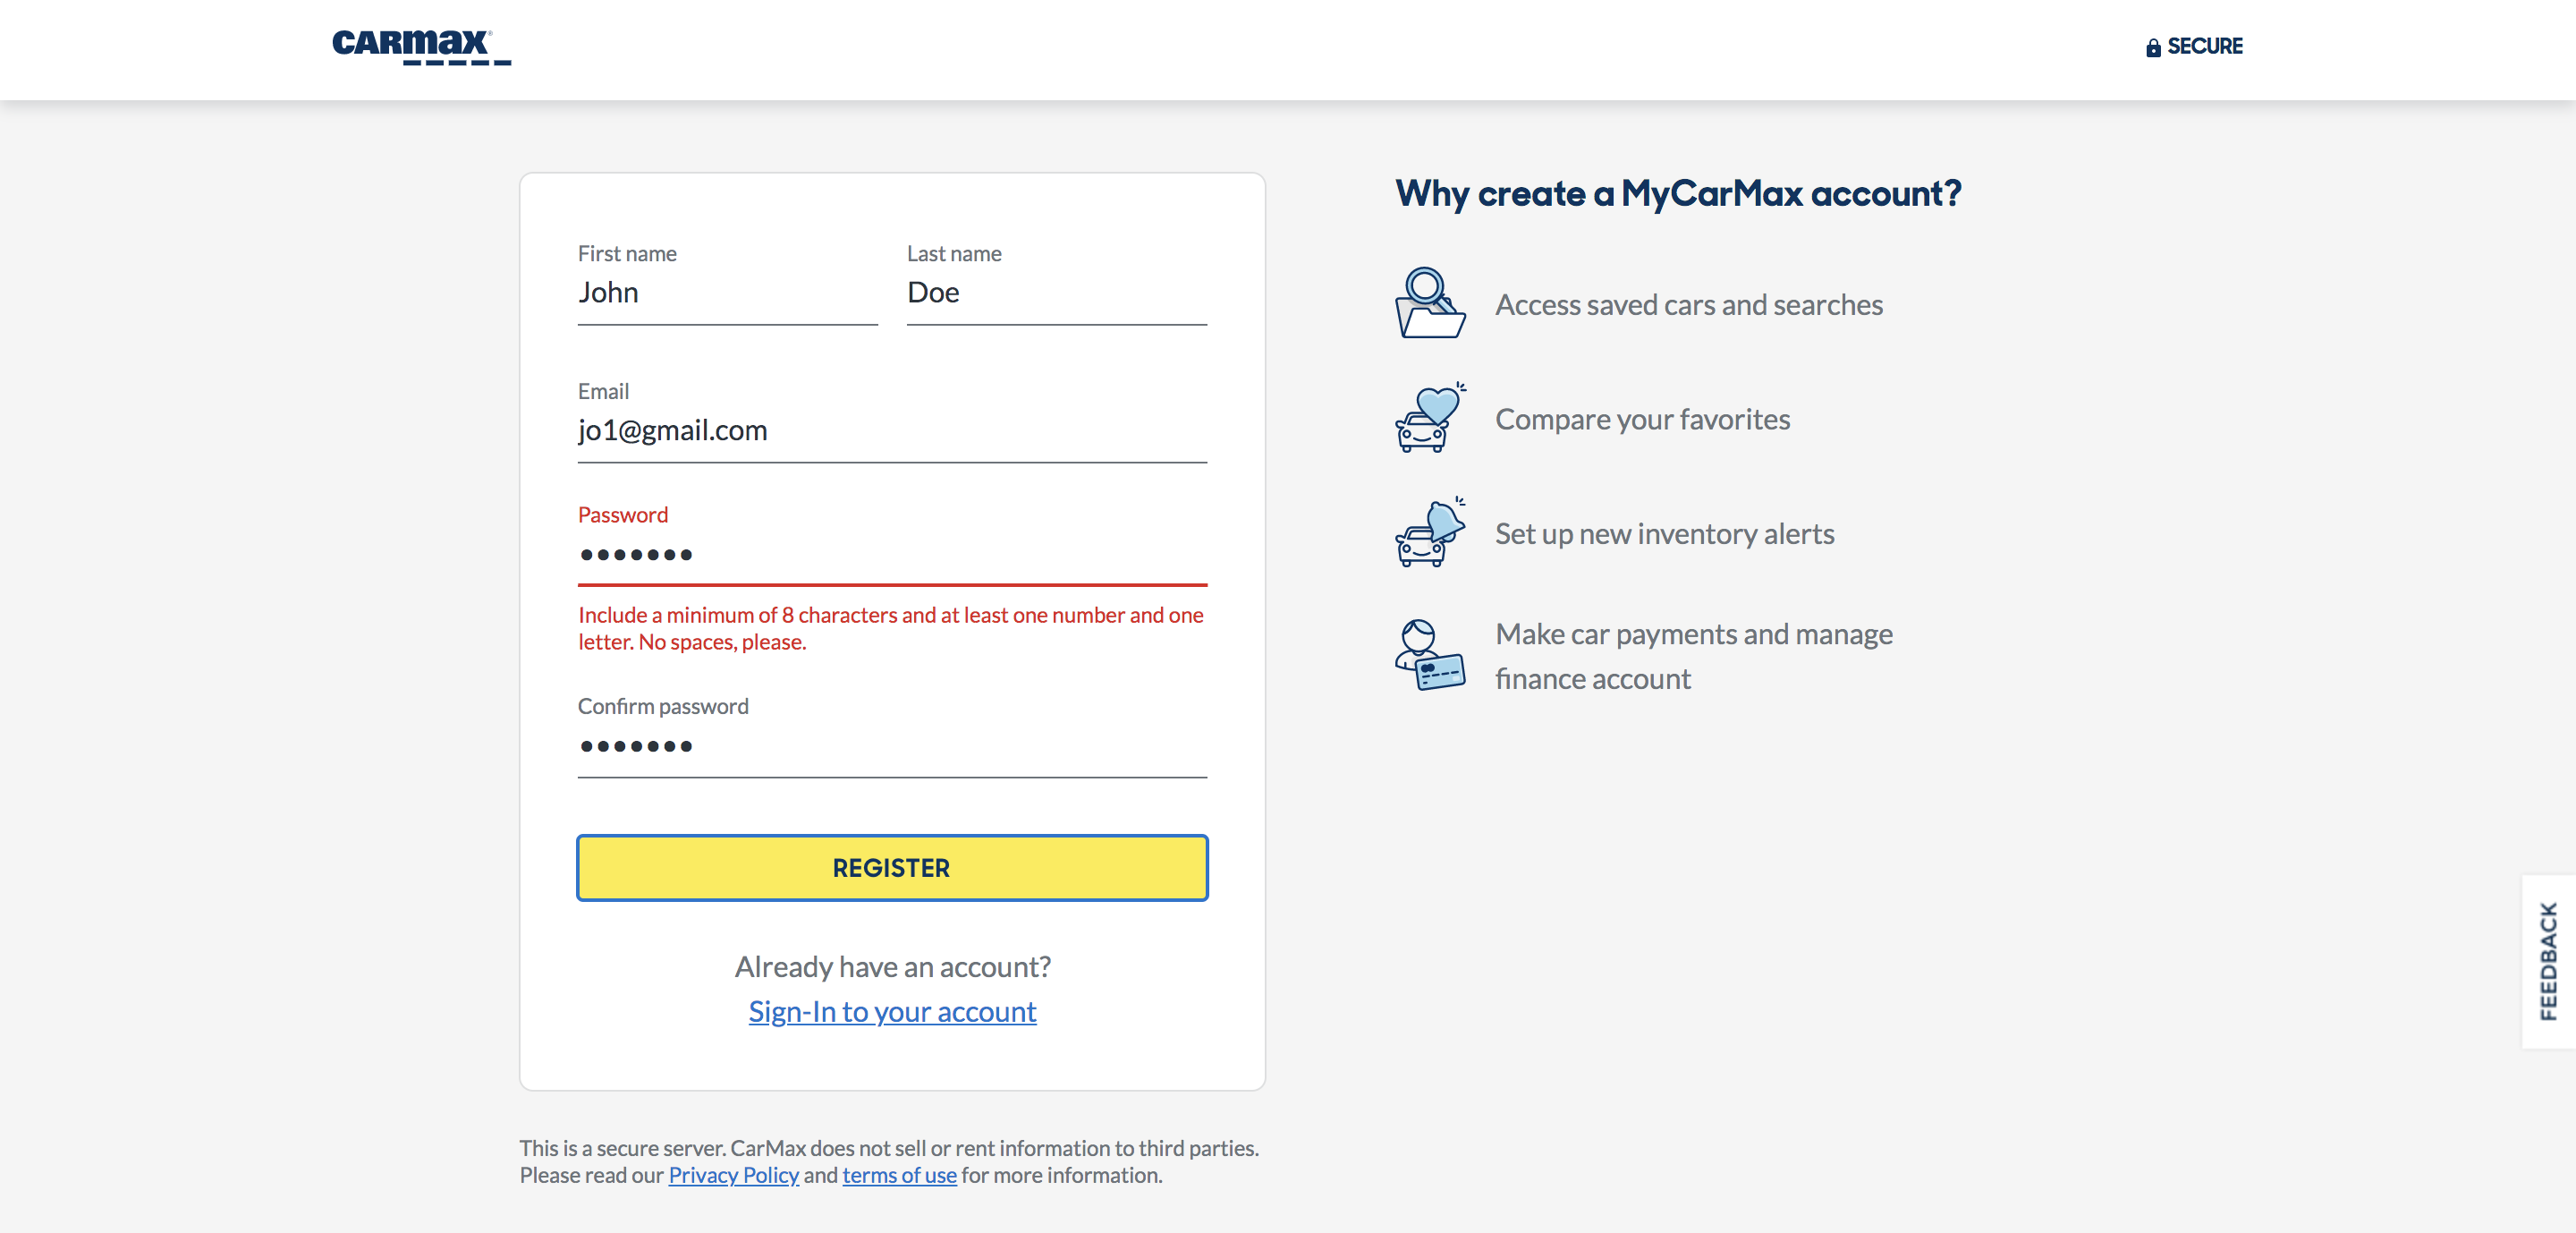 CARMAX®
SECURE
First name
Last name
John
Doe
Email
jo1@gmail.com
Password
•••••••
Include a minimum of 8 characters and at least one number and one
letter. No spaces, please.
Confirm password
•••••••
REGISTER
Already have an account?
Sign-In to your account
Why create a MyCarMax account?
Access saved cars and searches
Compare your favorites
Set up new inventory alerts
Make car payments and manage
finance account
FEEDBACK
This is a secure server. CarMax does not sell or rent information to third parties.
Please read our Privacy Policy and terms of use for more information.